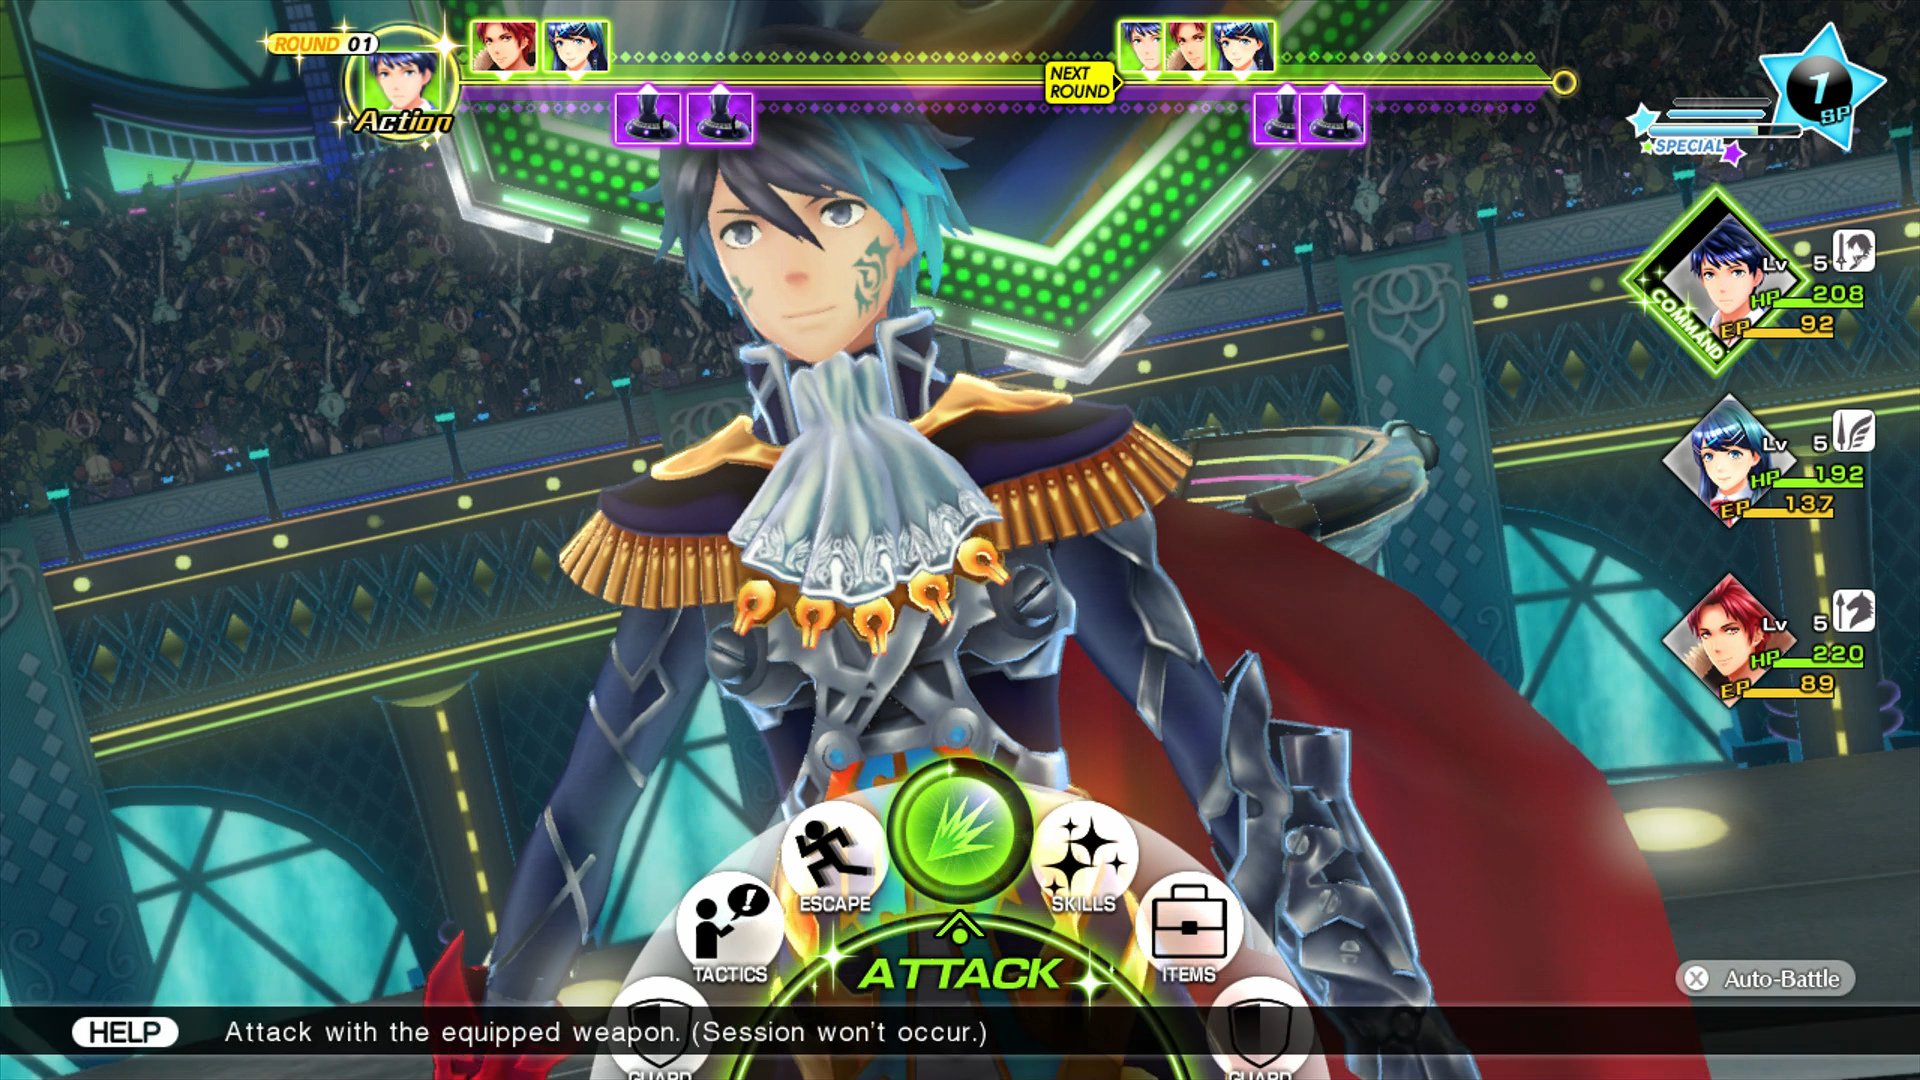 ROUND 01
Action
NEXT
ROUND
1
SP
SPECIAL
COMMAND
Lv 5
HP 208
EP 92
Lv 5
HP 192
EP 137
Lv 5
HP 220
EP 89
ESCAPE
SKILLS
TACTICS
ATTACK
ITEMS
X Auto-Battle
HELP Attack with the equipped weapon. (Session won't occur.)
GUARD
GUARD